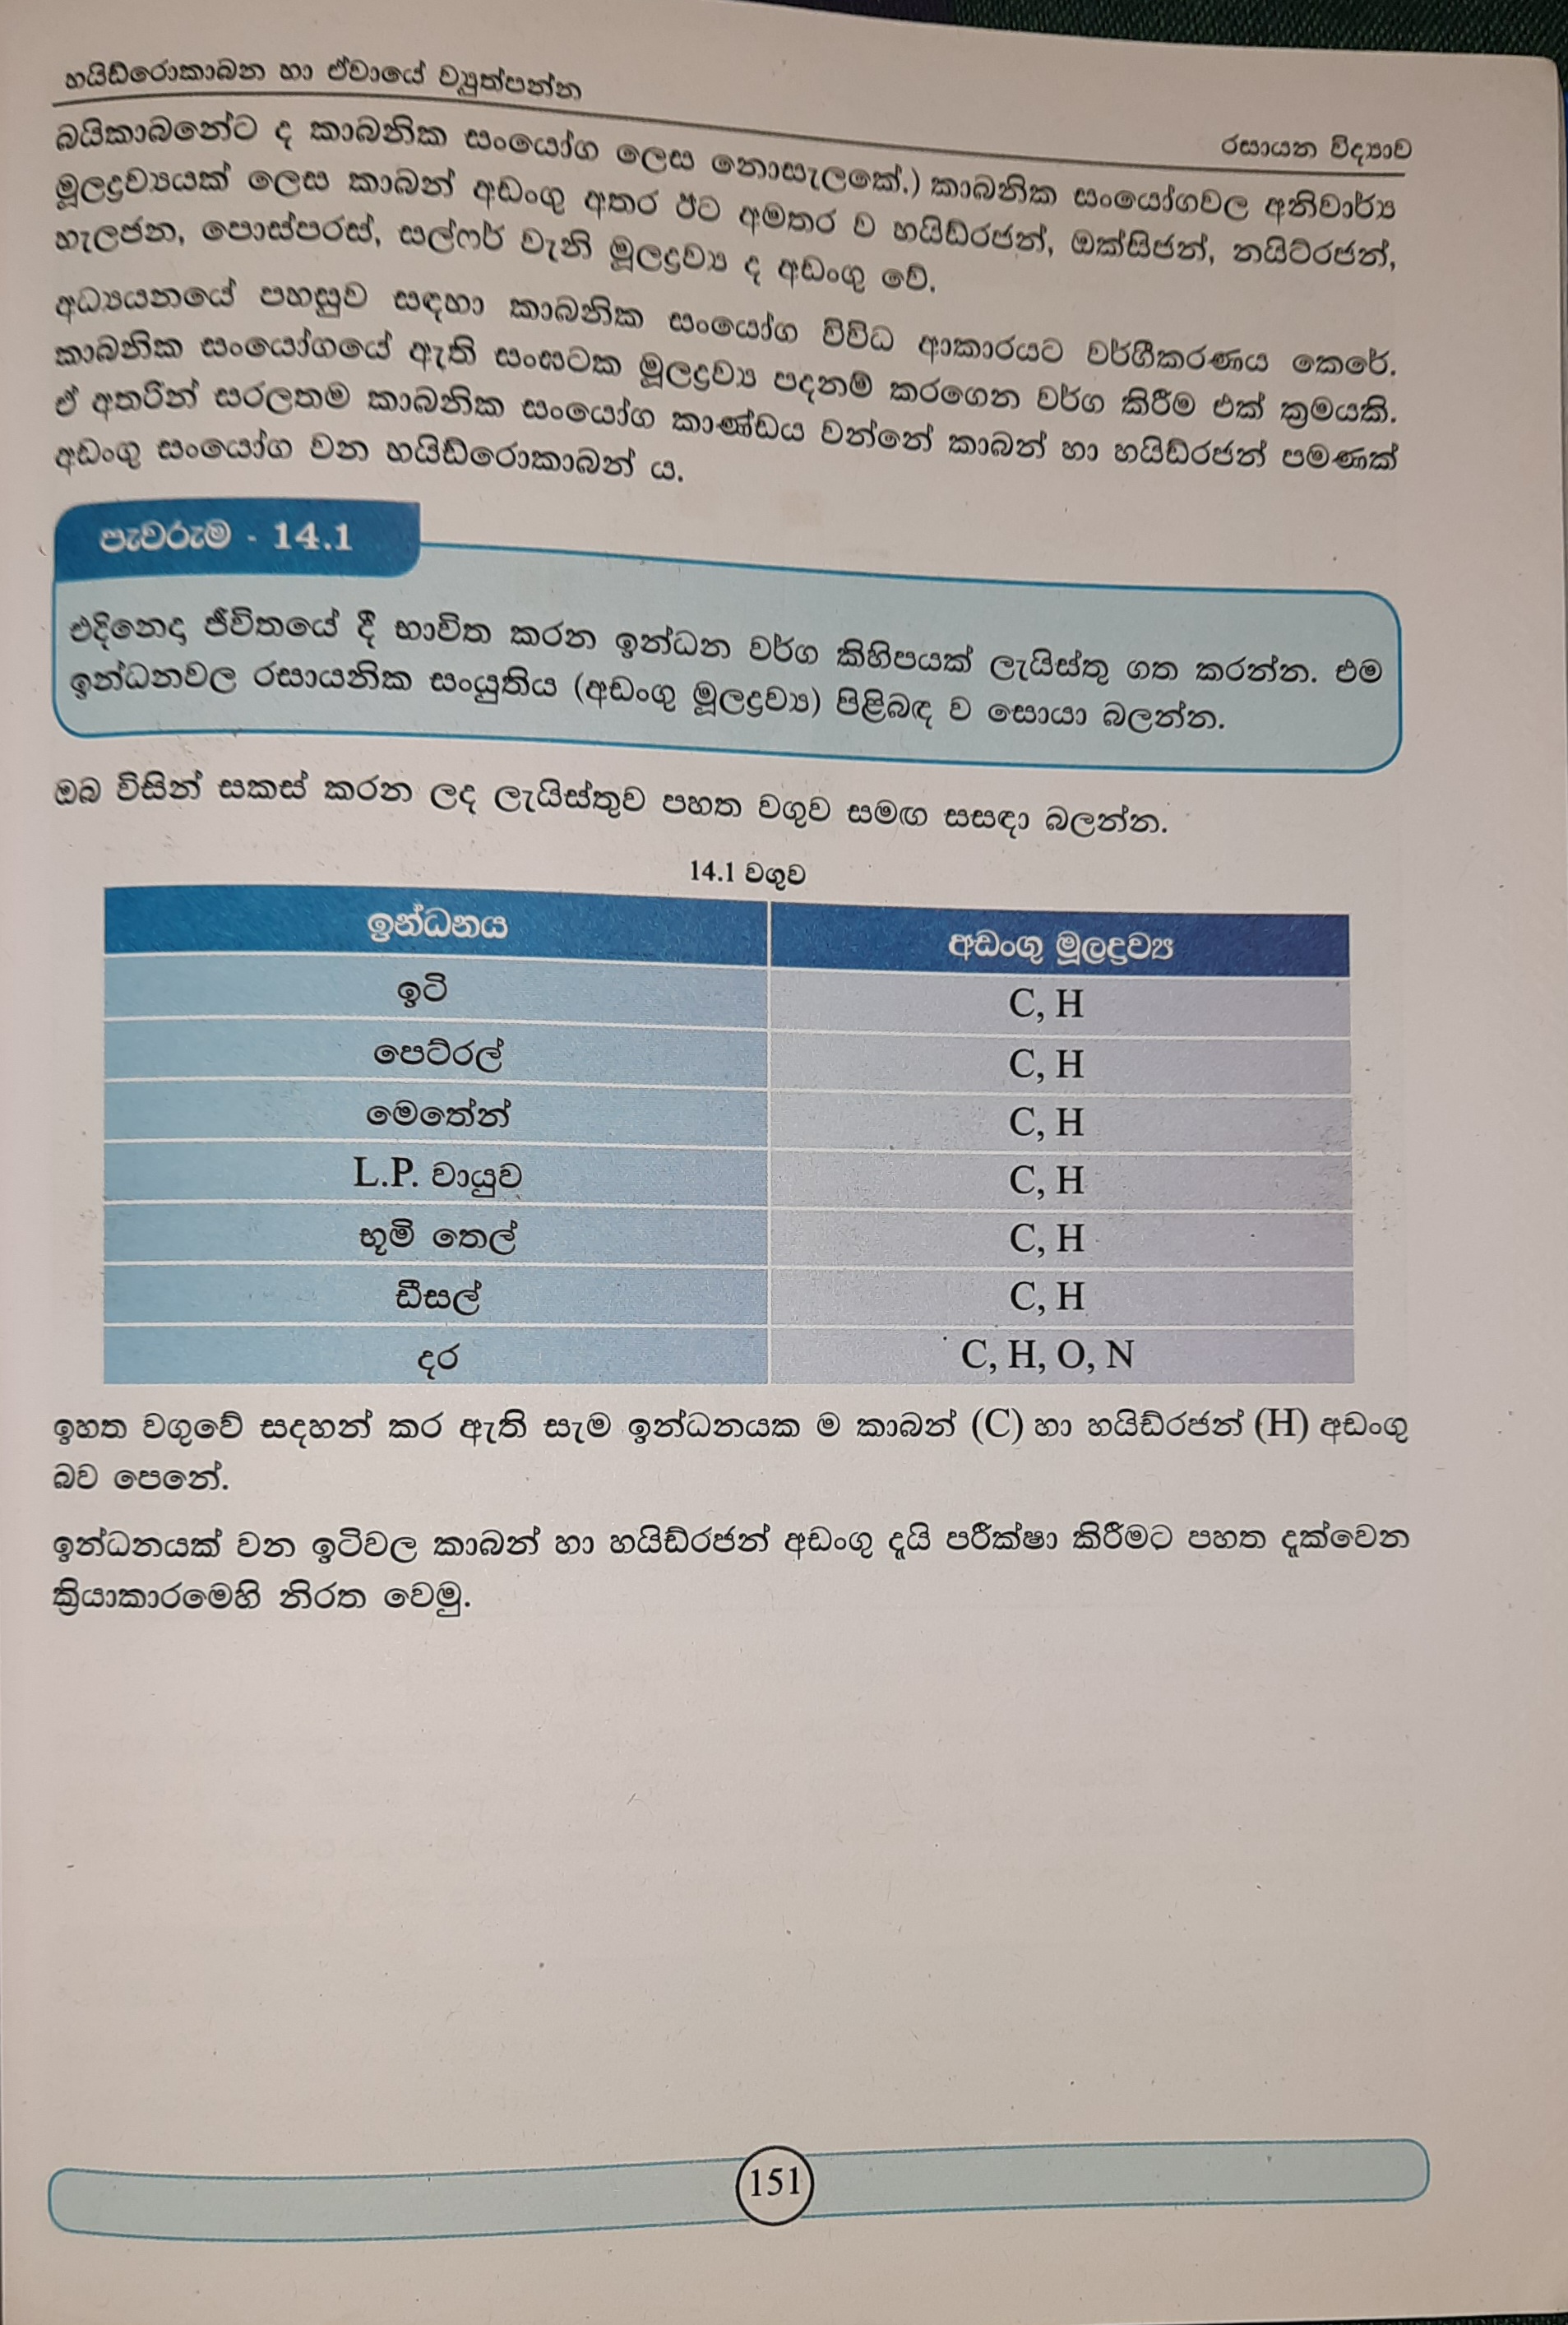 හයිඩ්රොකාබන හා ඒවායේ ව්‍යුත්පන්න
රසායන විද්‍යාව
බයිකාබනේට ද කාබනික සංයෝග ලෙස නොසැලකේ.) කාබනික සංයෝගවල අනිවාර්ය
මූලද්‍රව්‍යයක් ලෙස කාබන් අඩංගු අතර ඊට අමතර ව හයිඩ්රජන්, ඔක්සිජන්, නයිට්රජන්,
හැලජන, පොස්පරස්, සල්ෆර් වැනි මූලද්‍රව්‍ය ද අඩංගු වේ.
අධ්‍යයනයේ පහසුව සඳහා කාබනික සංයෝග විවිධ ආකාරයට වර්ගීකරණය කෙරේ.
කාබනික සංයෝගයේ ඇති සංඝටක මූලද්‍රව්‍ය පදනම් කරගෙන වර්ග කිරීම එක් ක්‍රමයකි.
ඒ අතරින් සරලතම කාබනික සංයෝග කාණ්ඩය වන්නේ කාබන් හා හයිඩ්රජන් පමණක්
අඩංගු සංයෝග වන හයිඩ්රොකාබන් ය.
පැවරුම - 14.1
එදිනෙදා ජීවිතයේ දී භාවිත කරන ඉන්ධන වර්ග කිහිපයක් ලැයිස්තු ගත කරන්න. එම
ඉන්ධනවල රසායනික සංයුතිය (අඩංගු මූලද්‍රව්‍ය) පිළිබඳ ව සොයා බලන්න.
ඔබ විසින් සකස් කරන ලද ලැයිස්තුව පහත වගුව සමඟ සසඳා බලන්න.
14.1 වගුව
ඉන්ධනය අඩංගු මූලද්‍රව්‍ය
ඉටි C, H
පෙට්රල් C, H
මෙතේන් C, H
L.P. වායුව C, H
භූමි තෙල් C, H
ඩීසල් C, H
දර C, H, O, N
ඉහත වගුවේ සඳහන් කර ඇති සැම ඉන්ධනයක ම කාබන් (C) හා හයිඩ්රජන් (H) අඩංගු
බව පෙනේ.
ඉන්ධනයක් වන ඉටිවල කාබන් හා හයිඩ්රජන් අඩංගු දැයි පරීක්ෂා කිරීමට පහත දැක්වෙන
ක්‍රියාකාරමෙහි නිරත වෙමු.
151